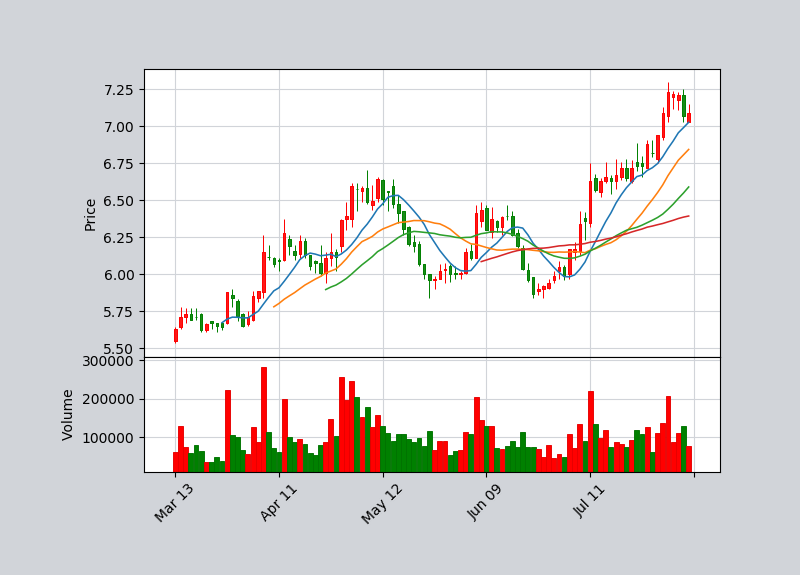 Price
7.25
7.00
6.75
6.50
6.25
6.00
5.75
5.50
Volume
300000
200000
100000
Mar 13
Apr 11
May 12
Jun 09
Jul 11